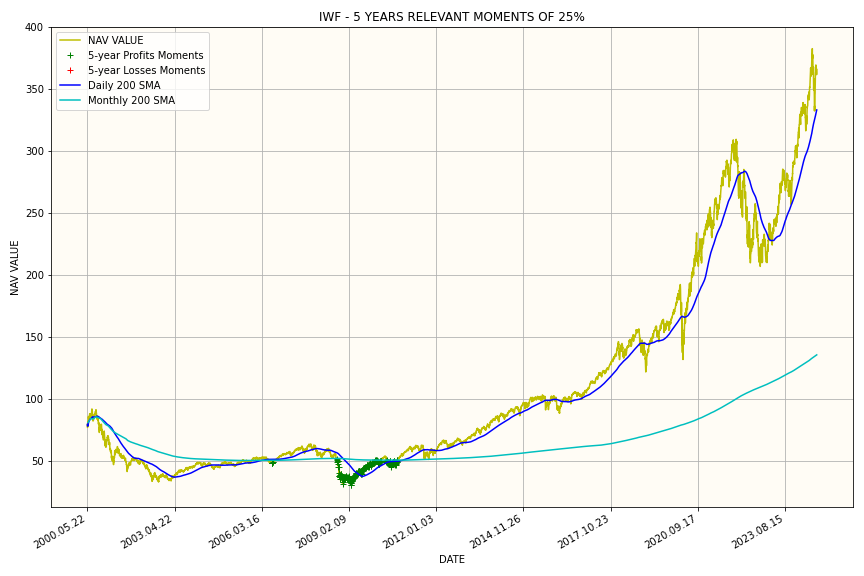 IWF - 5 YEARS RELEVANT MOMENTS OF 25%
NAV VALUE
5-year Profits Moments
5-year Losses Moments
Daily 200 SMA
Monthly 200 SMA
NAV VALUE
400
350
300
250
200
150
100
50
2000.05.22
2003.04.22
2006.03.16
2009.02.09
2012.01.03
2014.11.26
2017.10.23
2020.09.17
2023.08.15
DATE